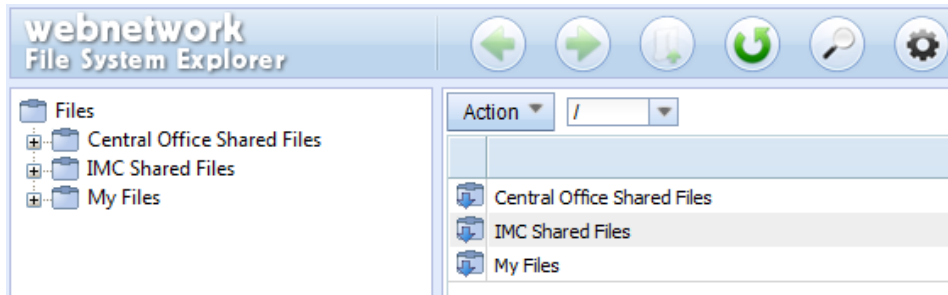 webnetwork
File System Explorer
Files
Central Office Shared Files
IMC Shared Files
My Files
Action
/
Central Office Shared Files
IMC Shared Files
My Files